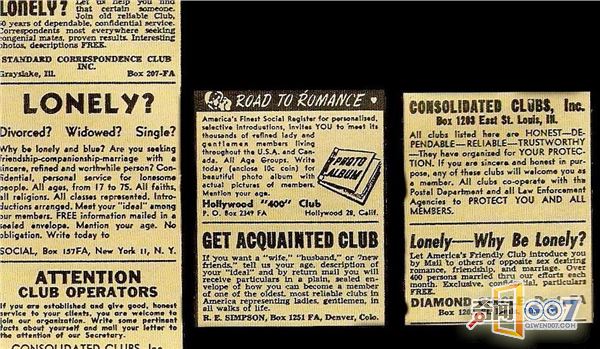 LONELY? Let us help you find
that certain someone.
Join old reliable Club,
50 years of dependable, confidential service.
Correspondents most everywhere seeking
congenial mates, proven results. Interesting
photos, descriptions FREE.
STANDARD CORRESPONDENCE CLUB
INC.
Grayslake, Ill. Box 207-FA
LONELY?
Divorced? Widowed? Single?
Why be lonely and blue? Are you seeking
friendship-companionship-marriage with a
sincere, refined and worthwhile person? Con-
fidential, personal service for lonesome
people. All ages, from 17 to 75. All faiths,
all religions. All classes represented. Intro-
ductions arranged. Meet your "ideal" among
our members. FREE information mailed in a
sealed envelope. Mention your age. No
obligation. Write today to
SOCIAL, Box 157FA, New York 11, N. Y.
ATTENTION
CLUB OPERATORS
If you are established and give good, honest
service to your clients, you are welcome to
join our organization. Write some pertinent
facts about yourself and mail your letter to
the attention of our Secretary.
CONSOLIDATED CLUBS, Inc.
ROAD TO ROMANCE
America's Finest Social Register for personalized,
selective introductions, invites YOU to meet its
thousands of refined lady and
gentlemen members living
throughout the U.S.A. and Can-
ada. All Age Groups. Write
today (enclose 10c coin) for
beautiful photo album with
actual pictures of members.
Mention your age.
PHOTO
ALBUM
Hollywood "400" Club
P. O. Box 2349 FA Hollywood 28, Calif.
GET ACQUAINTED CLUB
If you want a "wife," "husband," or "new
friends," tell us your age, description of
your "ideal" and by return mail you will
receive particulars in a plain, sealed en-
velope of how you can become a member
of one of the oldest, most reliable clubs in
America representing ladies, gentlemen, in
all walks of life.
R. E. SIMPSON, Box 1251 FA, Denver, Colo.
CONSOLIDATED CLUBS, Inc.
Box 1203 East St. Louis, Ill.
All clubs listed here are HONEST—DE-
PENDABLE—RELIABLE—TRUSTWORTHY
—They have organized for YOUR PROTEC-
TION. If you are sincere and honest in pur-
pose, any of these clubs will welcome you as
a member. All clubs co-operate with the
Postal Department and all Law Enforcement
Agencies to PROTECT YOU AND ALL
MEMBERS.
Lonely—Why Be Lonely?
Let America's Friendly Club introduce you
by Mail to others of opposite sex desiring
romance, friendship, and marriage. Over
400 persons married thru our efforts each
month. Exclusive, confidential, particulars
FREE.
DIAMOND
Box
奇闻007
QIWEN007.COM